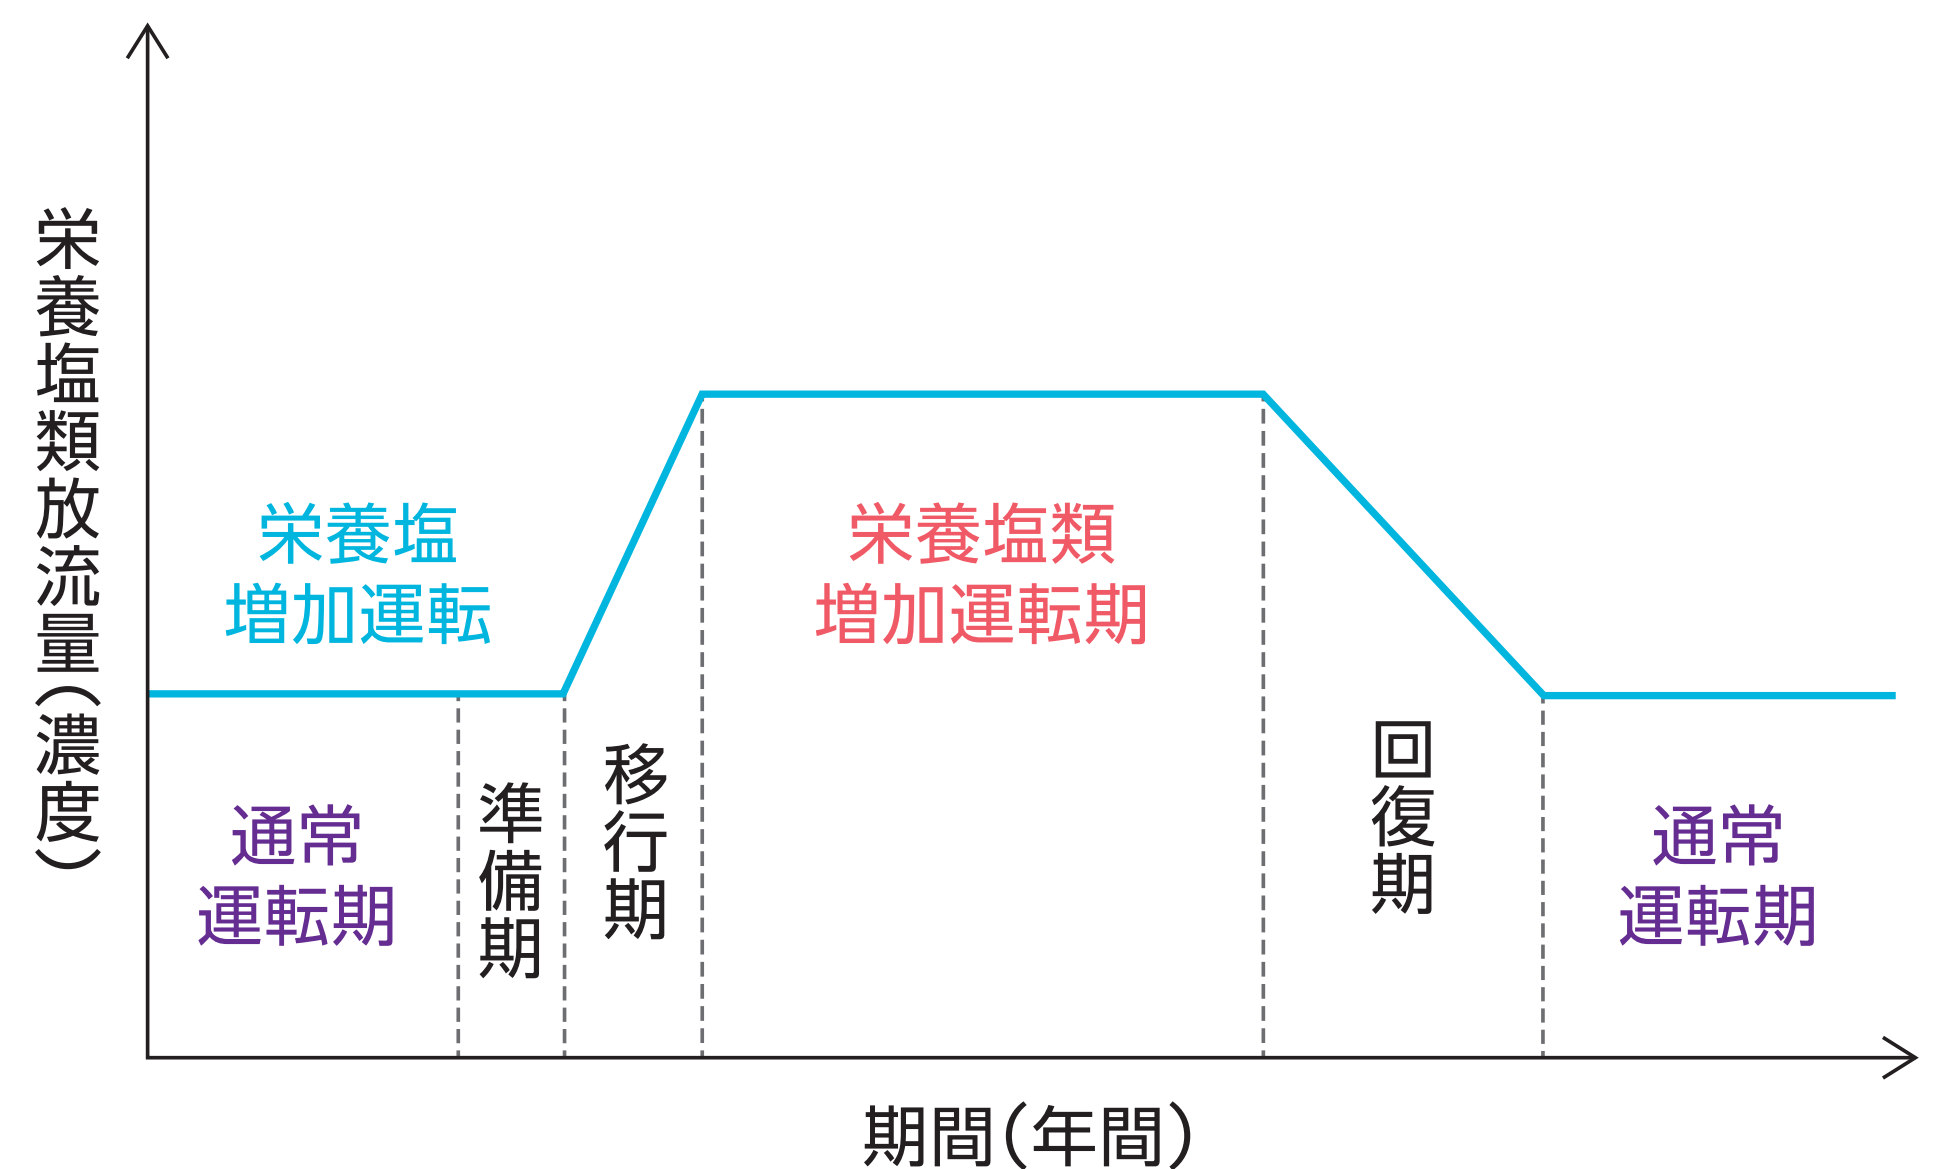 栄養塩類放流量(濃度)
栄養塩
増加運転
栄養塩類
増加運転期
通常
運転期
準備期
移行期
回復期
通常
運転期
期間(年間)